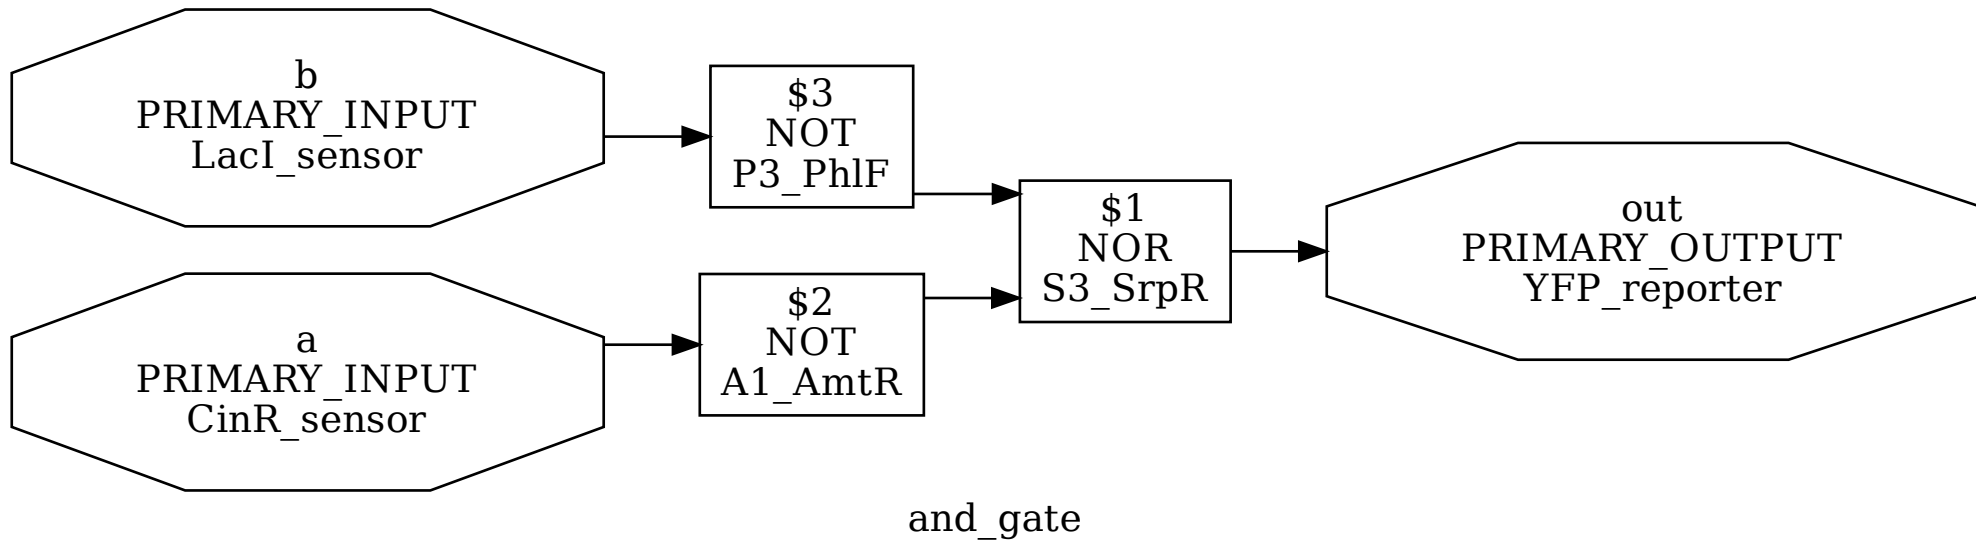 b
PRIMARY_INPUT
LacI_sensor
$3
NOT
P3_PhlF
a
PRIMARY_INPUT
CinR_sensor
$2
NOT
A1_AmtR
$1
NOR
S3_SrpR
out
PRIMARY_OUTPUT
YFP_reporter
and_gate